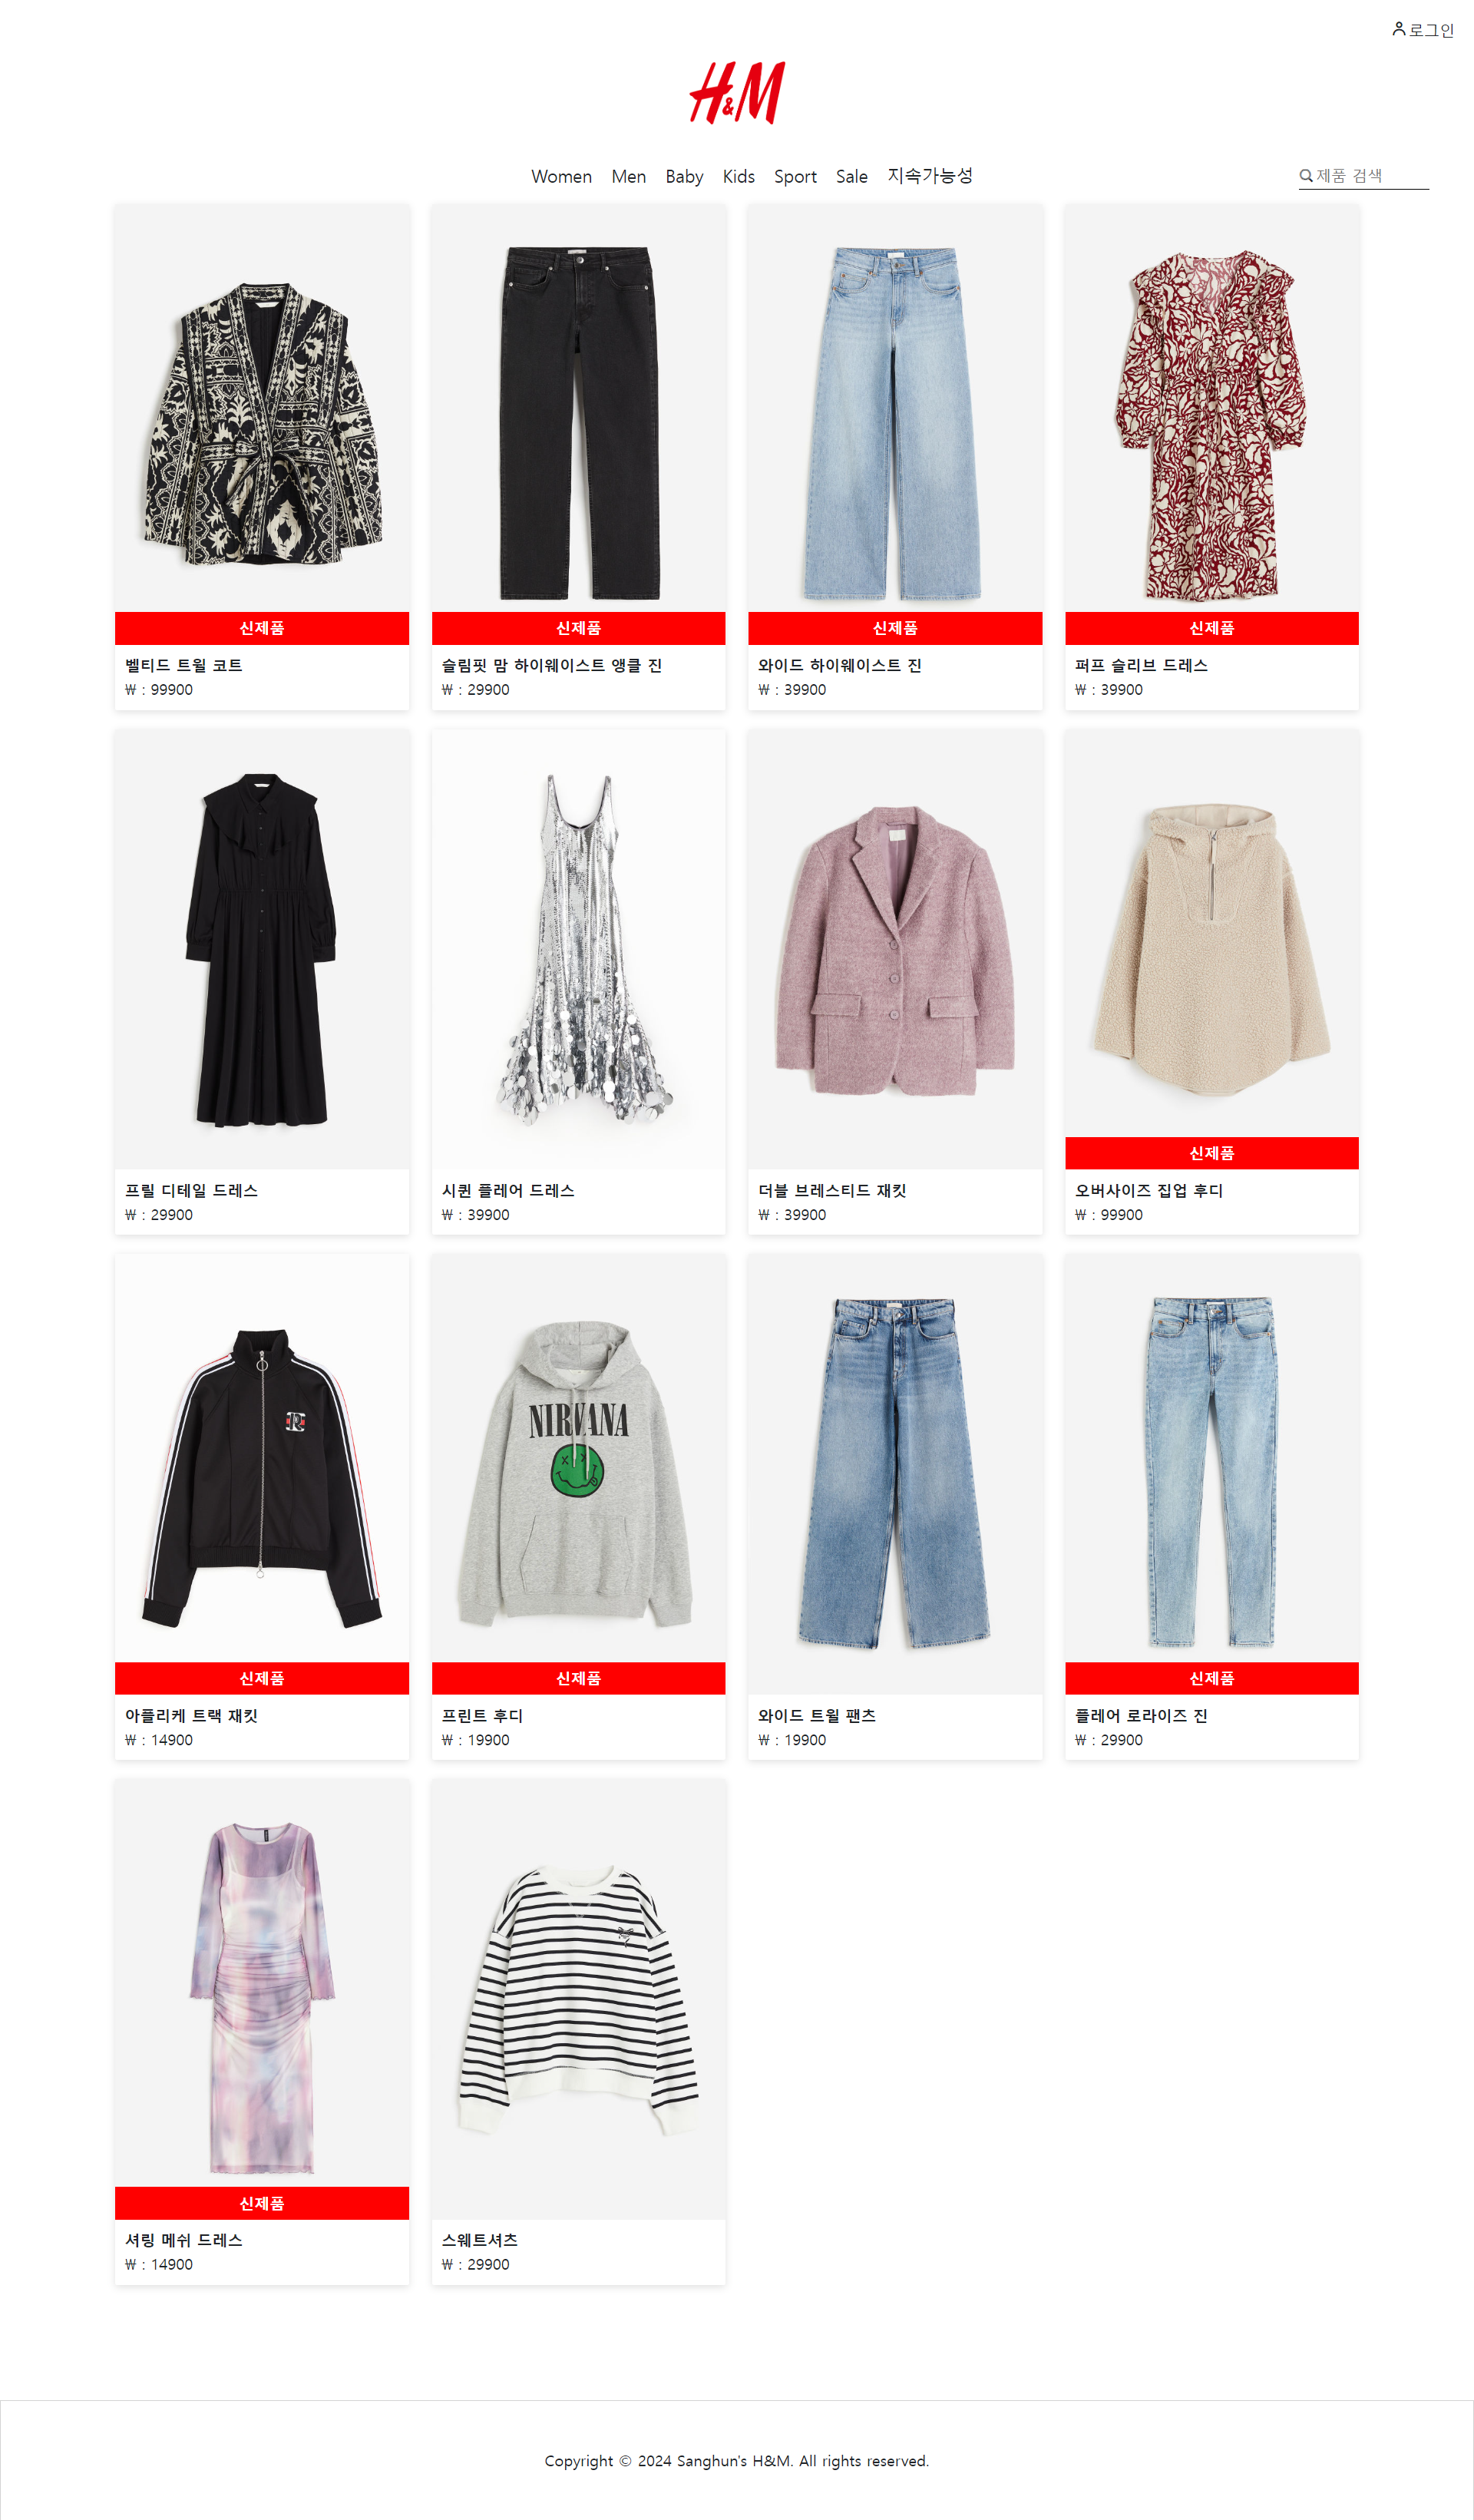 로그인
H&M
Women Men Baby Kids Sport Sale 지속가능성
제품 검색
신제품 신제품 신제품 신제품
벨티드 트윌 코트 슬림핏 맘 하이웨이스트 앵클 진 와이드 하이웨이스트 진 퍼프 슬리브 드레스
₩ : 99900 ₩ : 29900 ₩ : 39900 ₩ : 39900
신제품
프릴 디테일 드레스 시퀸 플레어 드레스 더블 브레스티드 재킷 오버사이즈 집업 후디
₩ : 29900 ₩ : 39900 ₩ : 39900 ₩ : 99900
R
NIRVANA
신제품 신제품 신제품
아플리케 트랙 재킷 프린트 후디 와이드 트윌 팬츠 플레어 로라이즈 진
₩ : 14900 ₩ : 19900 ₩ : 19900 ₩ : 29900
신제품
셔링 메쉬 드레스 스웨트셔츠
₩ : 14900 ₩ : 29900
Copyright © 2024 Sanghun's H&M. All rights reserved.